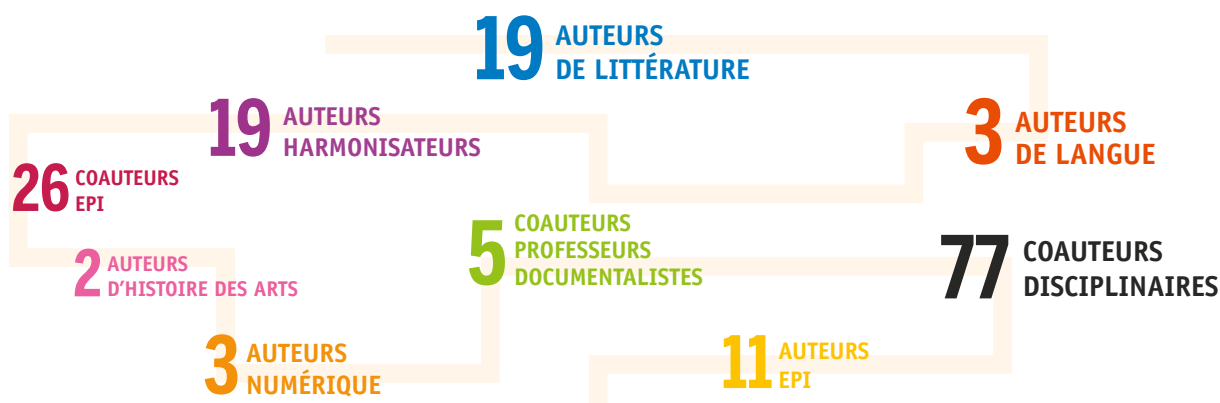 19 AUTEURS
DE LITTÉRATURE
19 AUTEURS
HARMONISATEURS
3 AUTEURS
DE LANGUE
26 COAUTEURS
EPI
5 COAUTEURS
PROFESSEURS
DOCUMENTALISTES
77 COAUTEURS
DISCIPLINAIRES
2 AUTEURS
D'HISTOIRE DES ARTS
3 AUTEURS
NUMÉRIQUE
11 AUTEURS
EPI